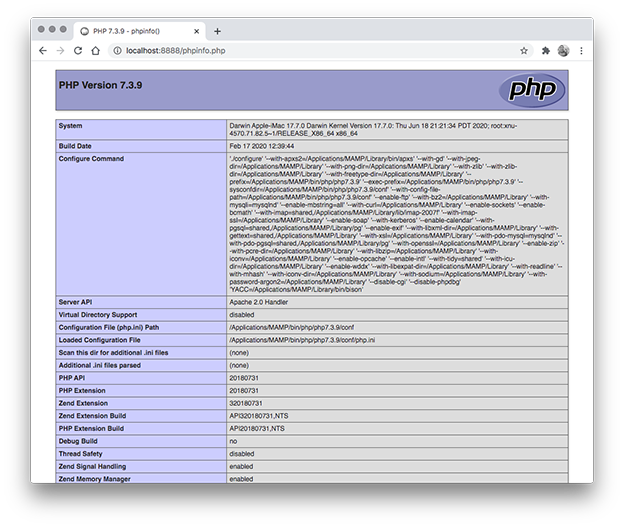 PHP 7.3.9 - phpinfo()
localhost:8888/phpinfo.php
PHP Version 7.3.9
php
System Darwin Apple-iMac 17.7.0 Darwin Kernel Version 17.7.0: Thu Jun 18 21:21:34 PDT 2020; root:xnu-
4570.71.82.5~1/RELEASE_X86_64 x86_64
Build Date Feb 17 2020 12:39:44
Configure Command './configure' '--with-apxs2=/Applications/MAMP/Library/bin/apxs' '--with-gd' '--with-jpeg-
dir=/Applications/MAMP/Library' '--with-png-dir=/Applications/MAMP/Library' '--with-zlib' '--with-zlib-
dir=/Applications/MAMP/Library' '--with-freetype-dir=/Applications/MAMP/Library' '--
prefix=/Applications/MAMP/bin/php/php7.3.9' '--exec-prefix=/Applications/MAMP/bin/php/php7.3.9' '--
sysconfdir=/Applications/MAMP/bin/php/php7.3.9/conf' '--with-config-file-
path=/Applications/MAMP/bin/php/php7.3.9/conf' '--enable-ftp' '--with-bz2=/Applications/MAMP/Library' '--with-
mysql=mysqlnd' '--enable-mbstring=all' '--with-curl=/Applications/MAMP/Library' '--enable-sockets' '--enable-
bcmath' '--with-imap=shared,/Applications/MAMP/Library/lib/imap-2007f' '--with-imap-
ssl=/Applications/MAMP/Library' '--enable-soap' '--with-kerberos' '--enable-calendar' '--with-
pgsql=shared,/Applications/MAMP/Library/pg' '--enable-exif' '--with-libxml-dir=/Applications/MAMP/Library' '--with-
gettext=shared,/Applications/MAMP/Library' '--with-xsl=/Applications/MAMP/Library' '--with-pdo-mysql=mysqlnd' '--
with-pdo-pgsql=shared,/Applications/MAMP/Library/pg' '--with-openssl=/Applications/MAMP/Library' '--enable-zip' '-
-with-pcre-dir=/Applications/MAMP/Library' '--with-libzip=/Applications/MAMP/Library' '--with-
iconv=/Applications/MAMP/Library' '--enable-opcache' '--enable-intl' '--with-tidy=shared' '--with-icu-
dir=/Applications/MAMP/Library' '--enable-wddx' '--with-libexpat-dir=/Applications/MAMP/Library' '--with-readline' '--
with-mhash' '--with-iconv-dir=/Applications/MAMP/Library' '--with-sodium=/Applications/MAMP/Library' '--with-
password-argon2=/Applications/MAMP/Library' '--disable-cgi' '--disable-phpdbg'
'YACC=/Applications/MAMP/Library/bin/bison'
Server API Apache 2.0 Handler
Virtual Directory Support disabled
Configuration File (php.ini) Path /Applications/MAMP/bin/php/php7.3.9/conf
Loaded Configuration File /Applications/MAMP/bin/php/php7.3.9/conf/php.ini
Scan this dir for additional .ini files (none)
Additional .ini files parsed (none)
PHP API 20180731
PHP Extension 20180731
Zend Extension 320180731
Zend Extension Build API320180731,NTS
PHP Extension Build API20180731,NTS
Debug Build no
Thread Safety disabled
Zend Signal Handling enabled
Zend Memory Manager enabled